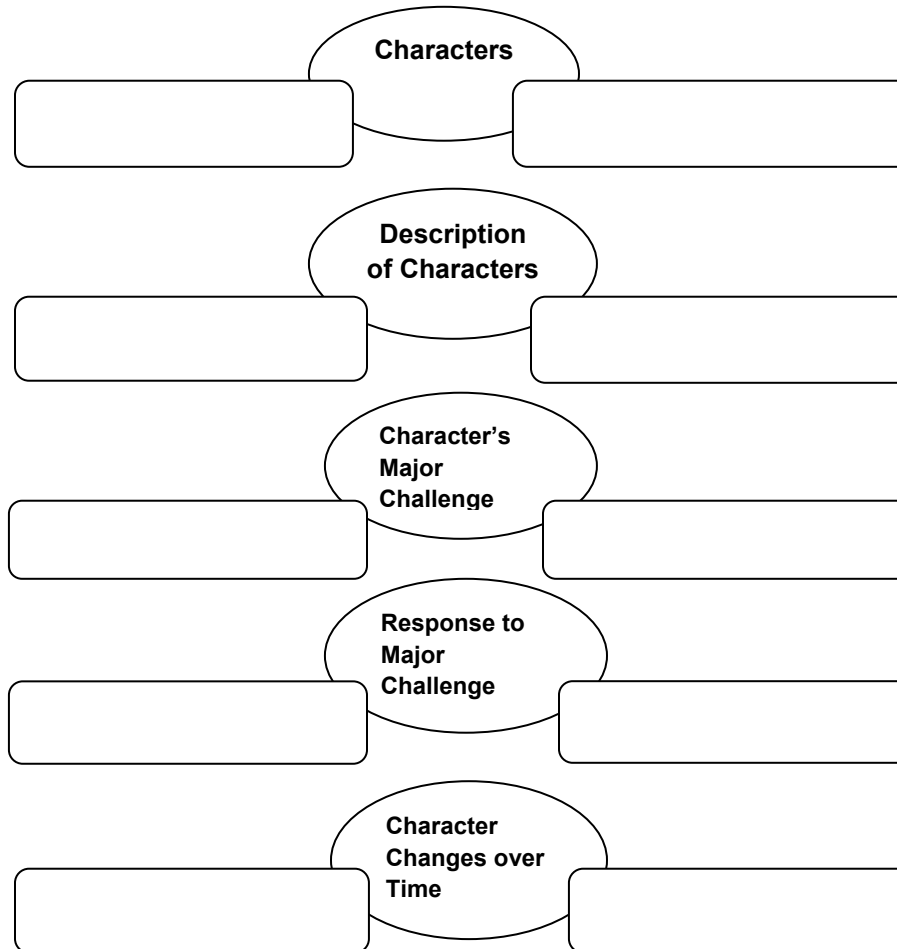 Characters
Description
of Characters
Character’s
Major
Challenge
Response to
Major
Challenge
Character
Changes over
Time